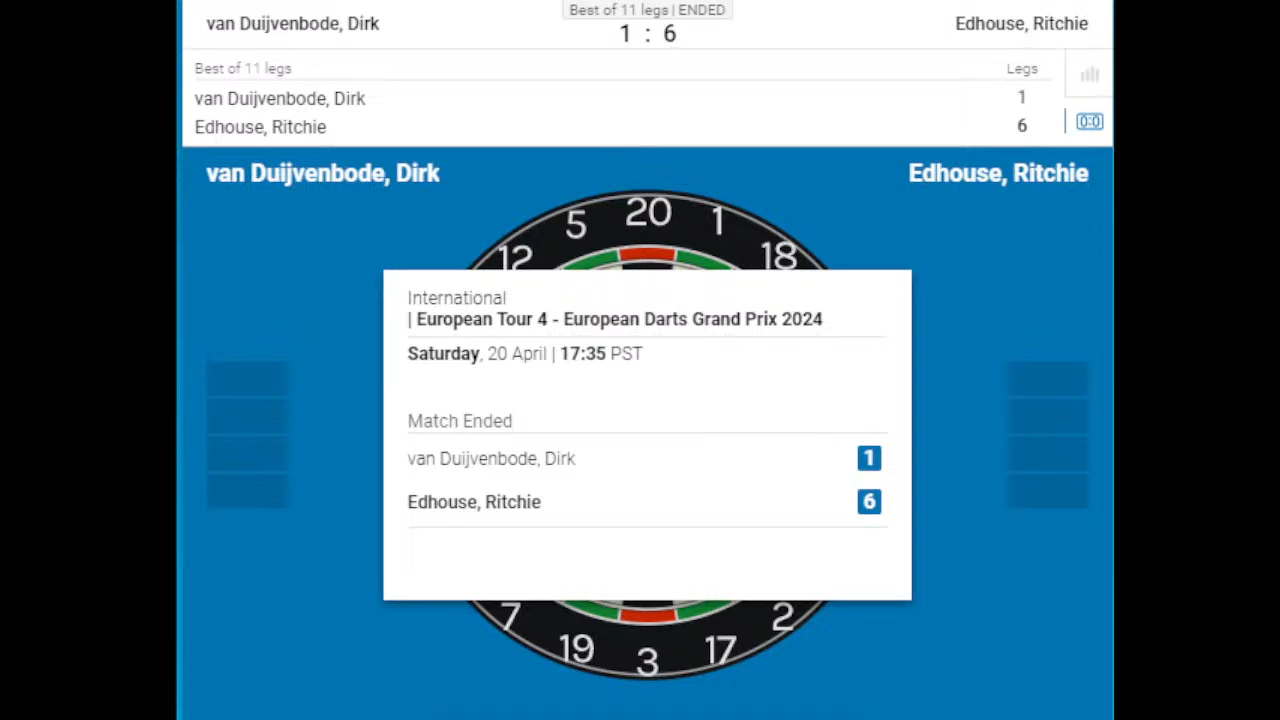 Best of 11 legs | ENDED
van Duijvenbode, Dirk
1 : 6
Edhouse, Ritchie
Best of 11 legs
Legs
van Duijvenbode, Dirk
1
Edhouse, Ritchie
6
0:0
van Duijvenbode, Dirk
Edhouse, Ritchie
5 20 1
12 18
International
| European Tour 4 - European Darts Grand Prix 2024
Saturday, 20 April | 17:35 PST
Match Ended
van Duijvenbode, Dirk
1
Edhouse, Ritchie
6
7 2
19 3 17